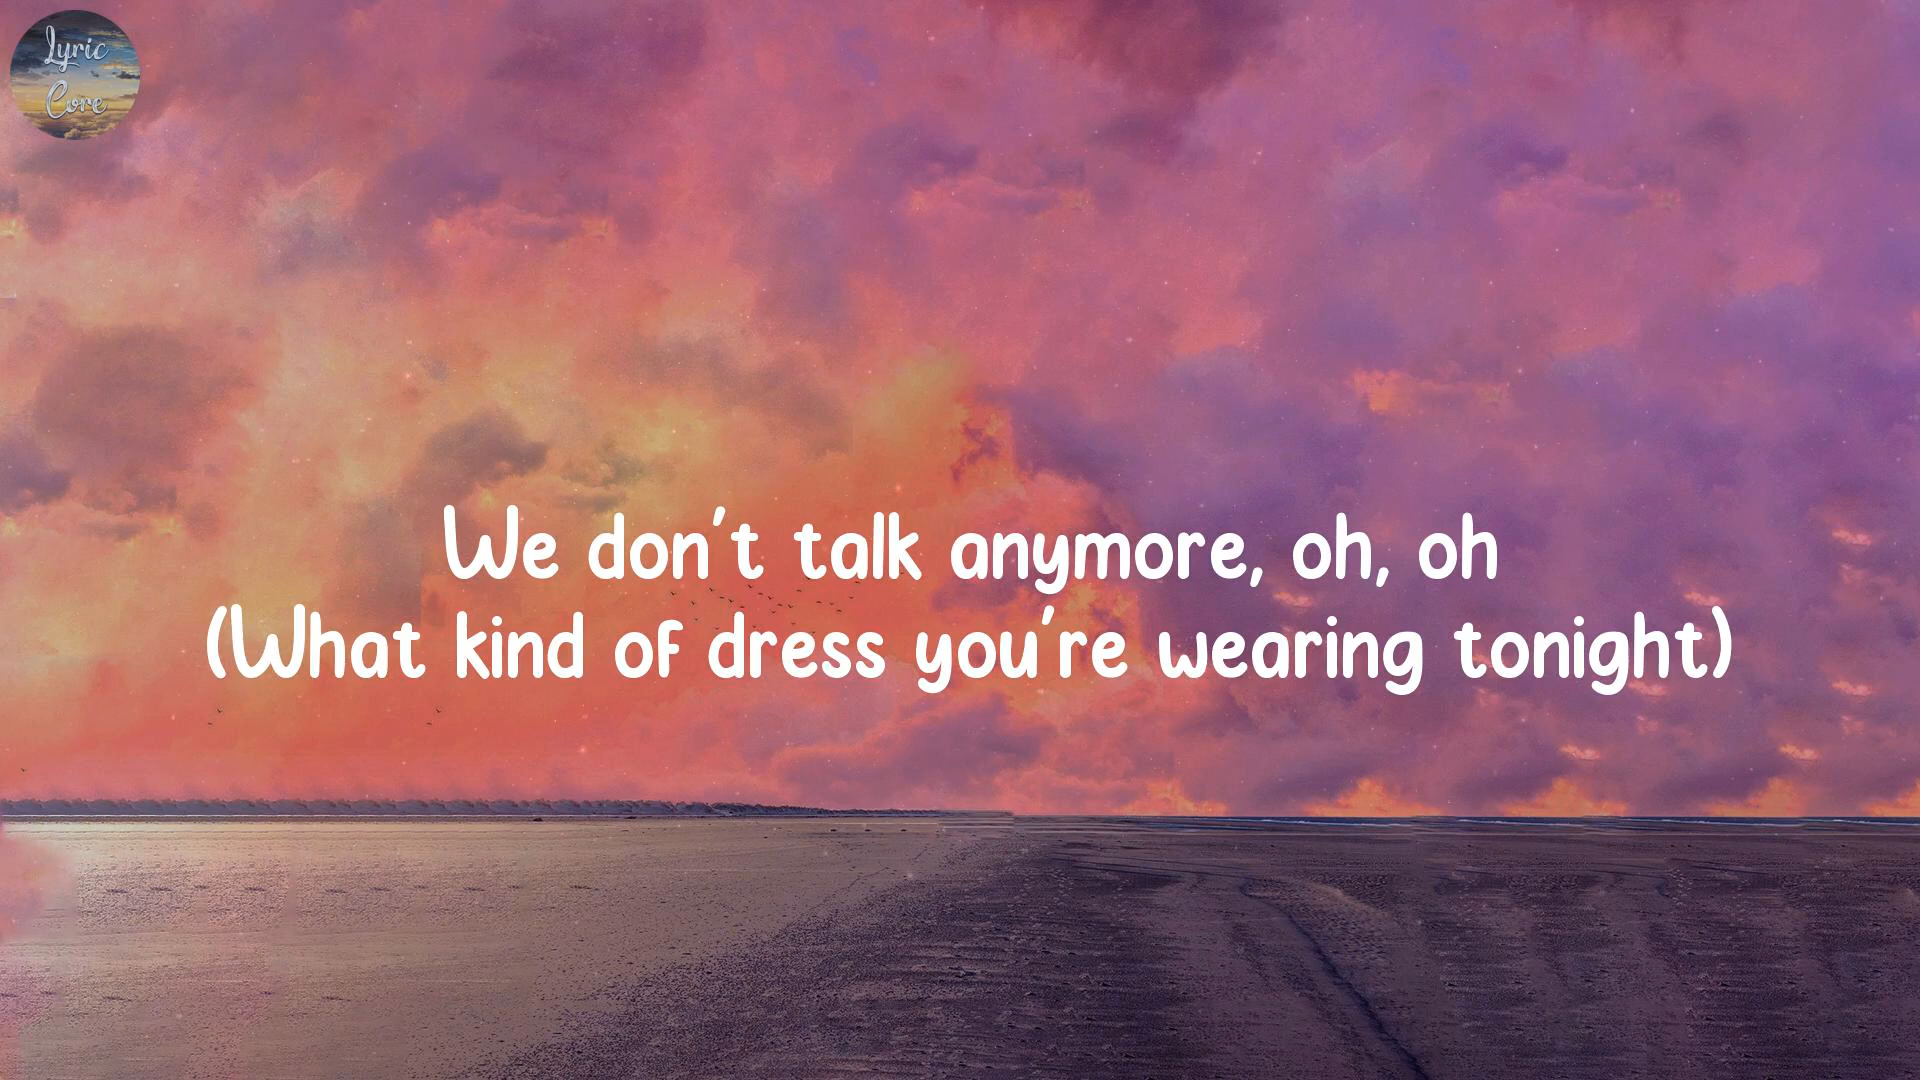 Lyric
Core
We don't talk anymore, oh, oh
(What kind of dress you're wearing tonight)